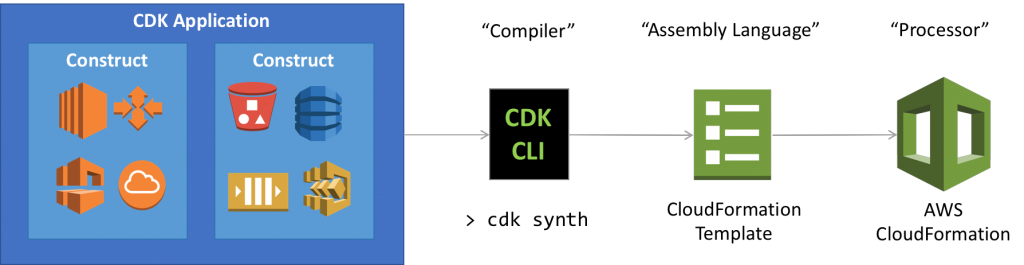 CDK Application
Construct
Construct
“Compiler”
“Assembly Language”
“Processor”
CDK
CLI
> cdk synth
CloudFormation
Template
AWS
CloudFormation